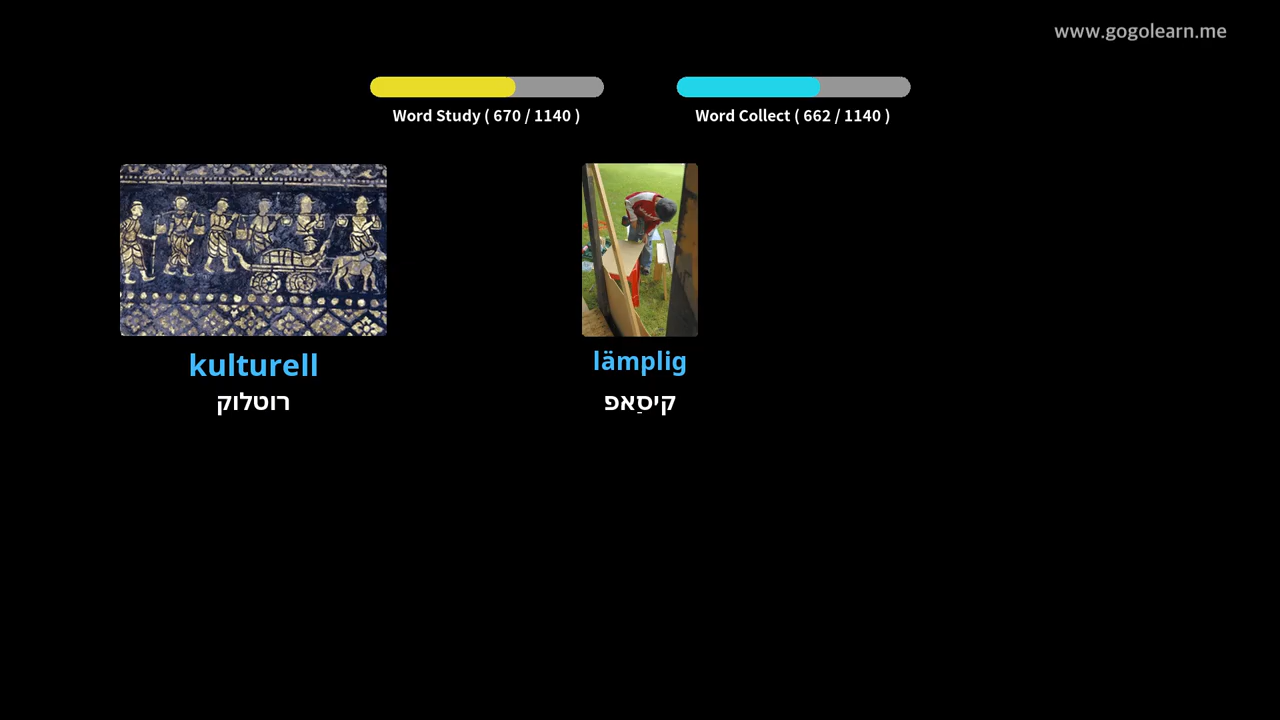 www.gogolearn.me
Word Study ( 670 / 1140 )
Word Collect ( 662 / 1140 )
kulturell
רוטלוק
lämplig
קיסַאפ